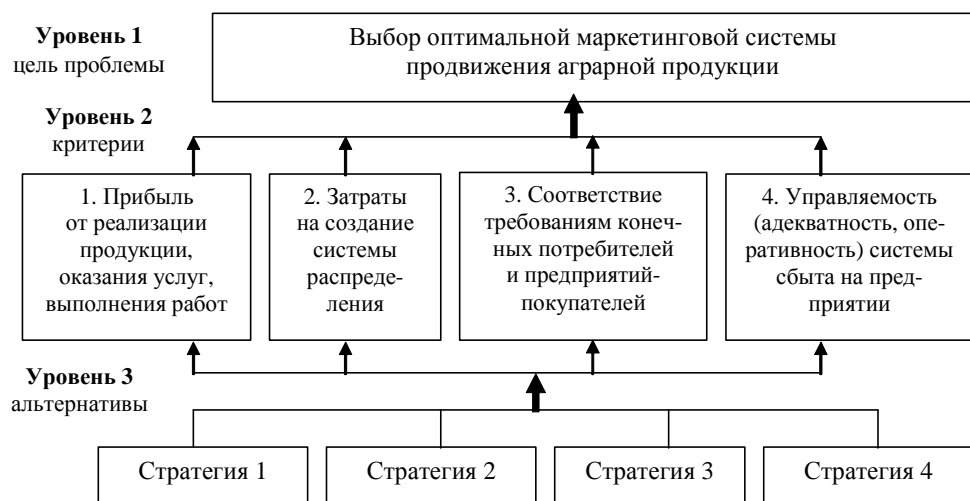 Уровень 1
цель проблемы
Выбор оптимальной маркетинговой системы
продвижения аграрной продукции
Уровень 2
критерии
1. Прибыль
от реализации
продукции,
оказания услуг,
выполнения работ
2. Затраты
на создание
системы
распреде-
ления
3. Соответствие
требованиям конеч-
ных потребителей
и предприятий-
покупателей
4. Управляемость
(адекватность, опе-
ративность) системы
сбыта на пред-
приятии
Уровень 3
альтернативы
Стратегия 1
Стратегия 2
Стратегия 3
Стратегия 4